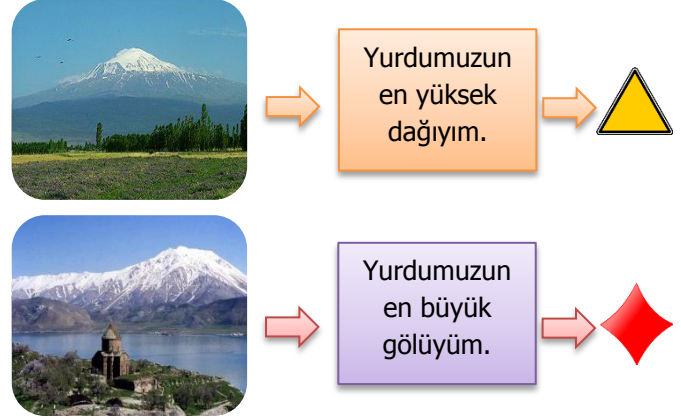 Yurdumuzun
en yüksek
dağıyım.
Yurdumuzun
en büyük
gölüyüm.